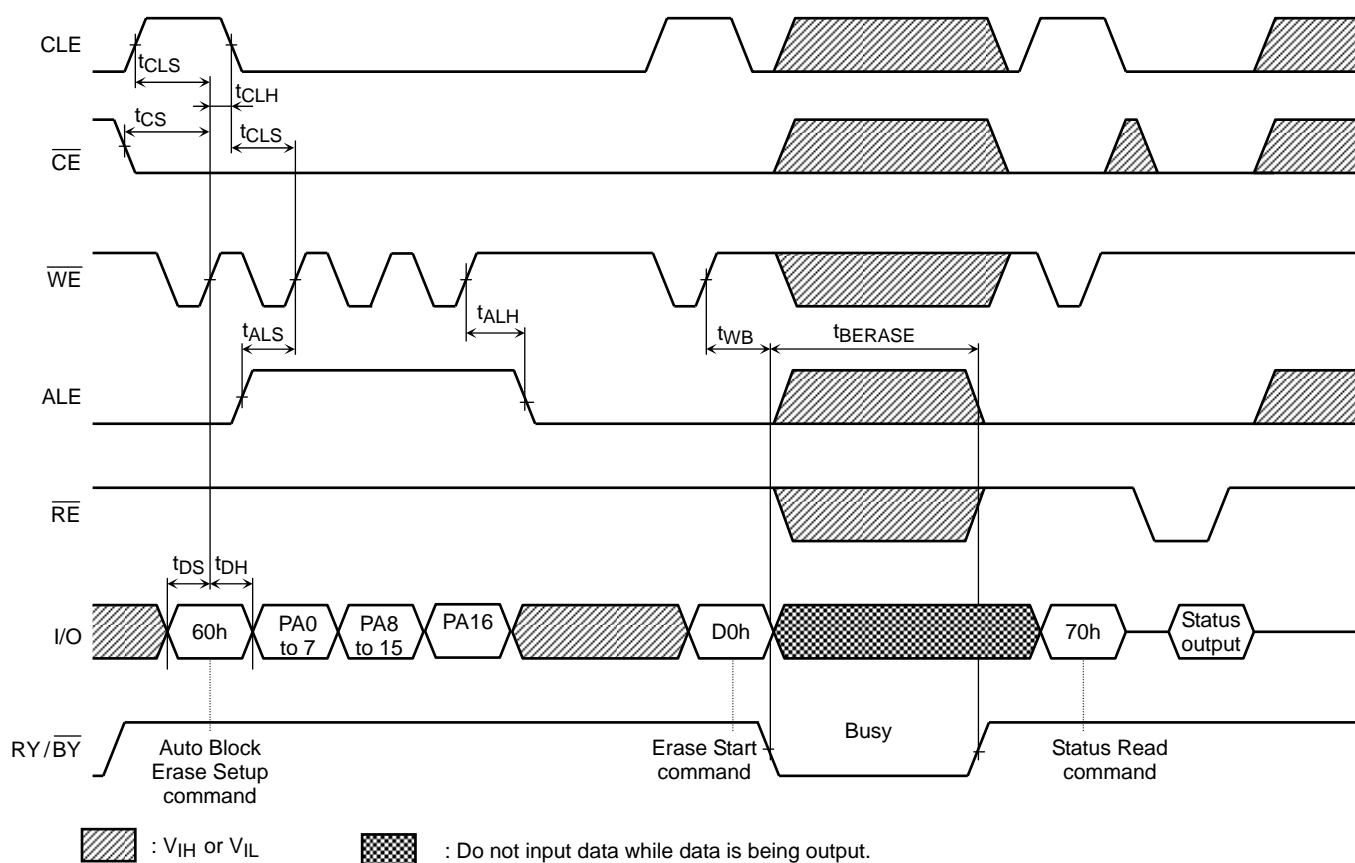 CLE
tCLS
tCLH
tCS
tCLS
CE
WE
tALS
tALH
tWB
tBERASE
ALE
RE
tDS
tDH
I/O
60h
PA0
to 7
PA8
to 15
PA16
D0h
70h
Status
output
RY/BY
Busy
Auto Block
Erase Setup
command
Erase Start
command
Status Read
command
: VIH or VIL
: Do not input data while data is being output.